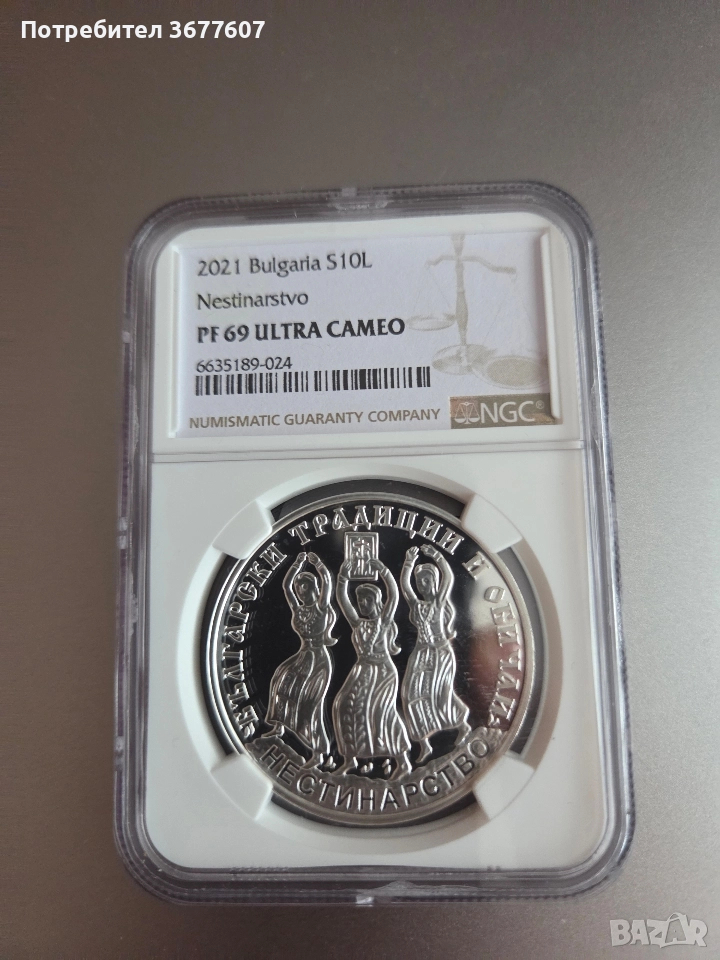 Потребител 3677607
2021 Bulgaria S10L
Nestinarstvo
PF 69 ULTRA CAMEO
6635189-024
NUMISMATIC GUARANTY COMPANY NGC®
БЪЛГАРСКИ ТРАДИЦИИ И ОБИЧАИ
НЕСТИНАРСТВО
BAZAR